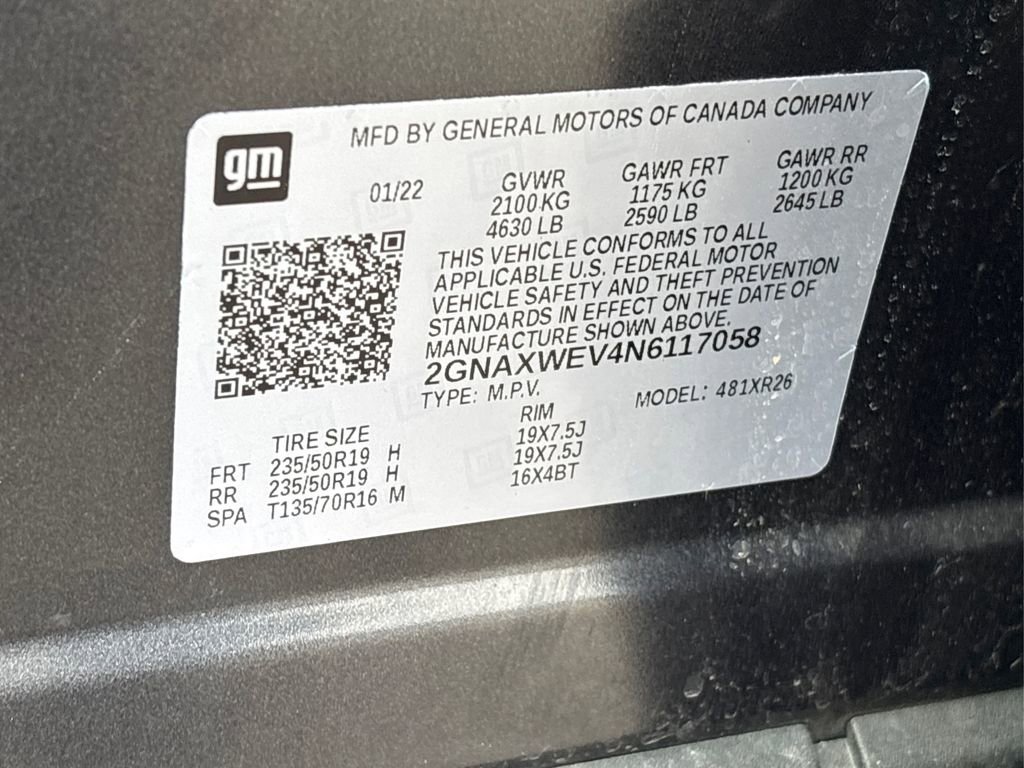 gm
MFD BY GENERAL MOTORS OF CANADA COMPANY
01/22
GVWR GAWR FRT GAWR RR
2100 KG 1175 KG 1200 KG
4630 LB 2590 LB 2645 LB
THIS VEHICLE CONFORMS TO ALL
APPLICABLE U.S. FEDERAL MOTOR
VEHICLE SAFETY AND THEFT PREVENTION
STANDARDS IN EFFECT ON THE DATE OF
MANUFACTURE SHOWN ABOVE.
2GNAXWEV4N6117058
TYPE: M.P.V. MODEL: 481XR26
TIRE SIZE RIM
FRT 235/50R19 H 19X7.5J
RR 235/50R19 H 19X7.5J
SPA T135/70R16 M 16X4BT